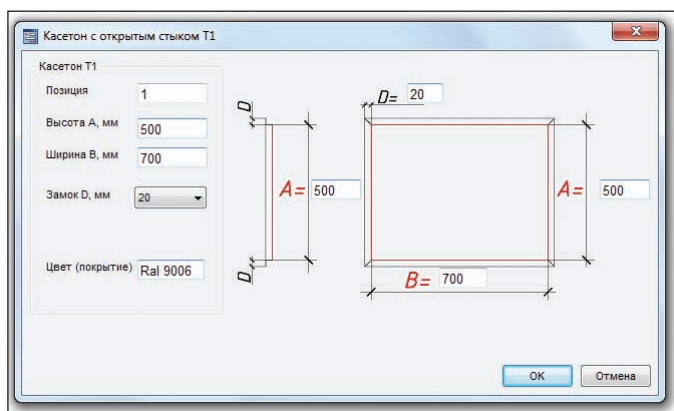 Касетон с открытым стыком Т1
Касетон Т1
Позиция 1
Высота А, мм 500
Ширина В, мм 700
Замок D, мм 20
Цвет (покрытие) Ral 9006
D
D= 20
A= 500
A= 500
D
B= 700
OK
Отмена